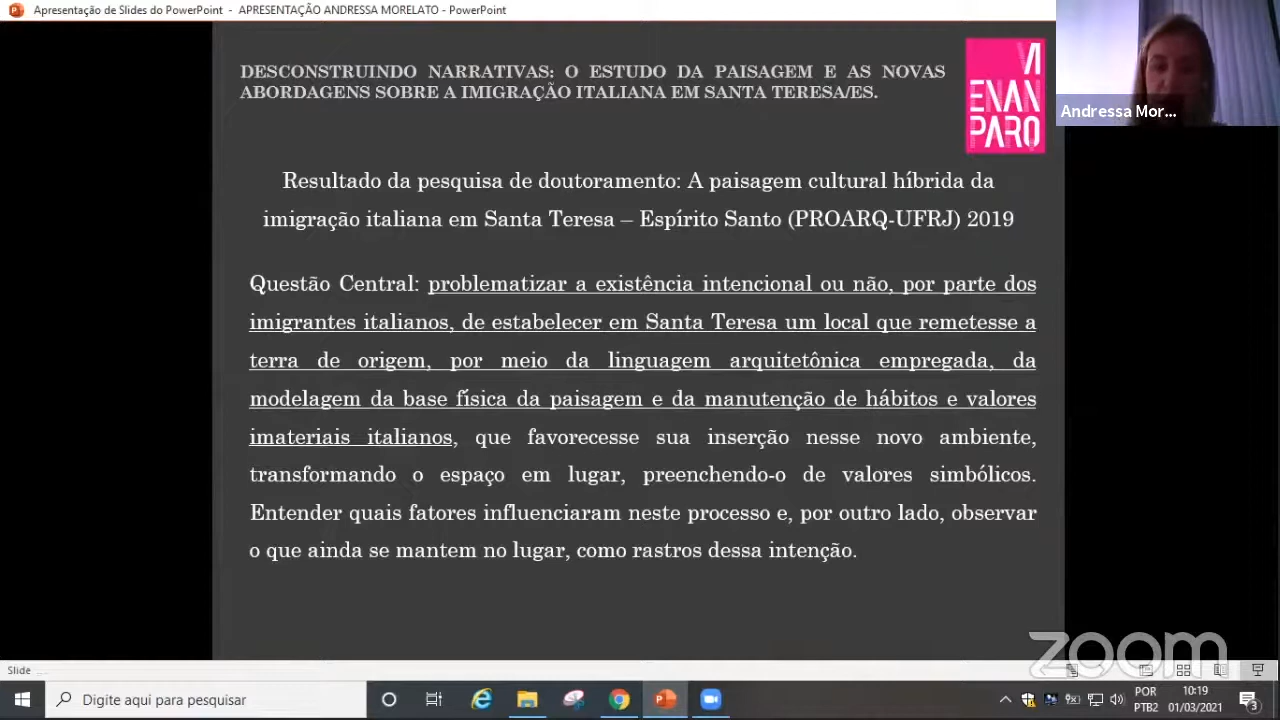 Apresentação de Slides do PowerPoint - APRESENTAÇÃO ANDRESSA MORELATO - PowerPoint
DESCONSTRUINDO NARRATIVAS: O ESTUDO DA PAISAGEM E AS NOVAS
ABORDAGENS SOBRE A IMIGRAÇÃO ITALIANA EM SANTA TERESA/ES.
VI
ENAN
PARQ
Andressa Mor...
Resultado da pesquisa de doutoramento: A paisagem cultural híbrida da
imigração italiana em Santa Teresa – Espírito Santo (PROARQ-UFRJ) 2019
Questão Central: problematizar a existência intencional ou não, por parte dos
imigrantes italianos, de estabelecer em Santa Teresa um local que remetesse a
terra de origem, por meio da linguagem arquitetônica empregada, da
modelagem da base física da paisagem e da manutenção de hábitos e valores
imateriais italianos, que favorecesse sua inserção nesse novo ambiente,
transformando o espaço em lugar, preenchendo-o de valores simbólicos.
Entender quais fatores influenciaram neste processo e, por outro lado, observar
o que ainda se mantem no lugar, como rastros dessa intenção.
zoom
Slide
Digite aqui para pesquisar
POR
PTB2
10:19
01/03/2021
3